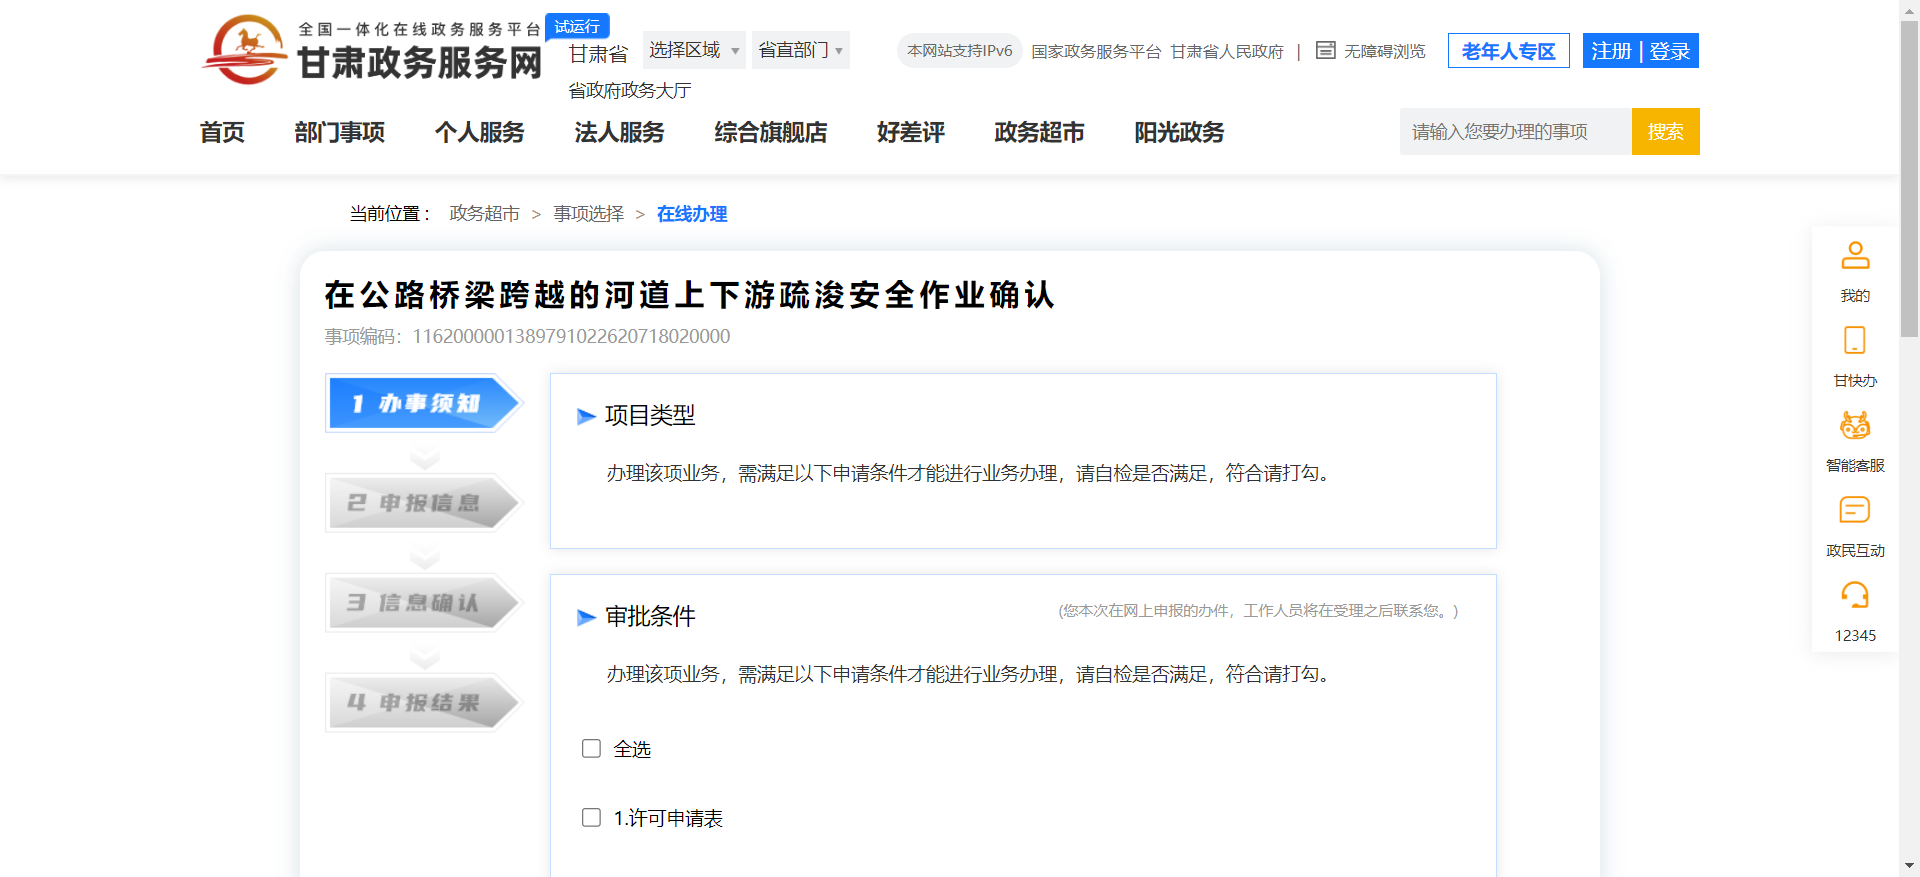 全国一体化在线政务服务平台
试运行
甘肃政务服务网
甘肃省
选择区域
省直部门
本网站支持IPv6
国家政务服务平台
甘肃省人民政府
|
无障碍浏览
老年人专区
注册 | 登录
省政府政务大厅
首页
部门事项
个人服务
法人服务
综合旗舰店
好差评
政务超市
阳光政务
请输入您要办理的事项
搜索
当前位置： 政务超市 > 事项选择 > 在线办理
在公路桥梁跨越的河道上下游疏浚安全作业确认
事项编码：11620000013897910226207180200​00
1 办事须知
2 申报信息
3 信息确认
4 申报结果
项目类型
办理该项业务，需满足以下申请条件才能进行业务办理，请自检是否满足，符合请打勾。
审批条件
(您本次在网上申报的办件，工作人员将在受理之后联系您。)
办理该项业务，需满足以下申请条件才能进行业务办理，请自检是否满足，符合请打勾。
全选
1.许可申请表
我的
甘快办
智能客服
政民互动
12345